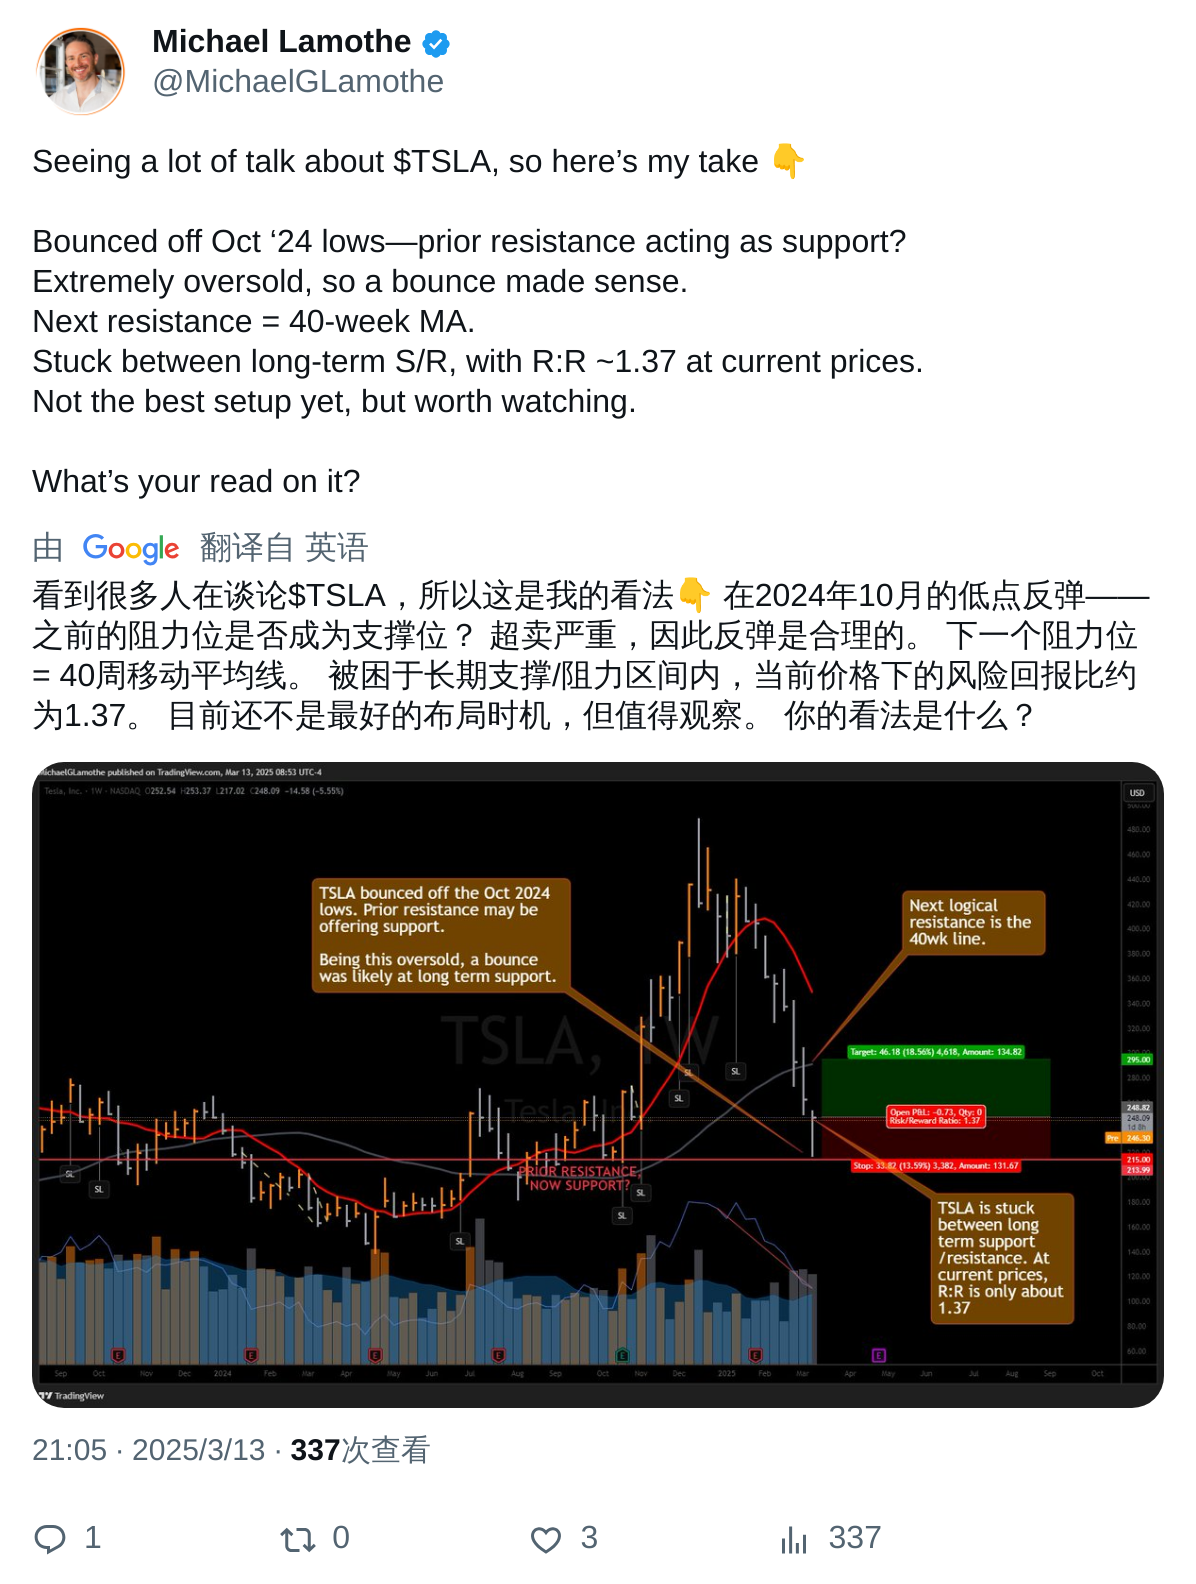 Michael Lamothe
@MichaelGLamothe
Seeing a lot of talk about $TSLA, so here’s my take 👇
Bounced off Oct ‘24 lows—prior resistance acting as support?
Extremely oversold, so a bounce made sense.
Next resistance = 40-week MA.
Stuck between long-term S/R, with R:R ~1.37 at current prices.
Not the best setup yet, but worth watching.
What’s your read on it?
由 Google 翻译自 英语
看到很多人在谈论$TSLA，所以这是我的看法👇 在2024年10月的低点反弹——
之前的阻力位是否成为支撑位？ 超卖严重，因此反弹是合理的。 下一个阻力位
= 40周移动平均线。 被困于长期支撑/阻力区间内，当前价格下的风险回报比约
为1.37。 目前还不是最好的布局时机，但值得观察。 你的看法是什么？
MichaelGLamothe published on TradingView.com, Mar 13, 2025 08:53 UTC-4
Tesla, Inc. · 1W · NASDAQ O252.54 H253.37 L217.02 C248.09 −14.58 (−5.55%)
USD
500.00
480.00
460.00
440.00
420.00
400.00
380.00
360.00
340.00
320.00
295.00
280.00
248.82
248.09
1d 8h
Pre 246.30
215.00
213.99
180.00
160.00
140.00
120.00
100.00
80.00
60.00
TSLA bounced off the Oct 2024
lows. Prior resistance may be
offering support.
Being this oversold, a bounce
was likely at long term support.
Next logical
resistance is the
40wk line.
TSLA, 1W
Tesla, In
Target: 46.18 (18.56%) 4,618, Amount: 134.82
Open P&L: −0.73, Qty: 0
Risk/Reward Ratio: 1.37
Stop: 33.82 (13.59%) 3,382, Amount: 131.67
PRIOR RESISTANCE,
NOW SUPPORT?
TSLA is stuck
between long
term support
/resistance. At
current prices,
R:R is only about
1.37
SL
SL
SL
SL
SL
SL
SL
SL
E
E
E
E
E
E
E
Sep Oct Nov Dec 2024 Feb Mar Apr May Jun Jul Aug Sep Oct Nov Dec 2025 Feb Mar Apr May Jun Jul Aug Sep Oct
TradingView
21:05 · 2025/3/13 · 337次查看
1 0 3 337